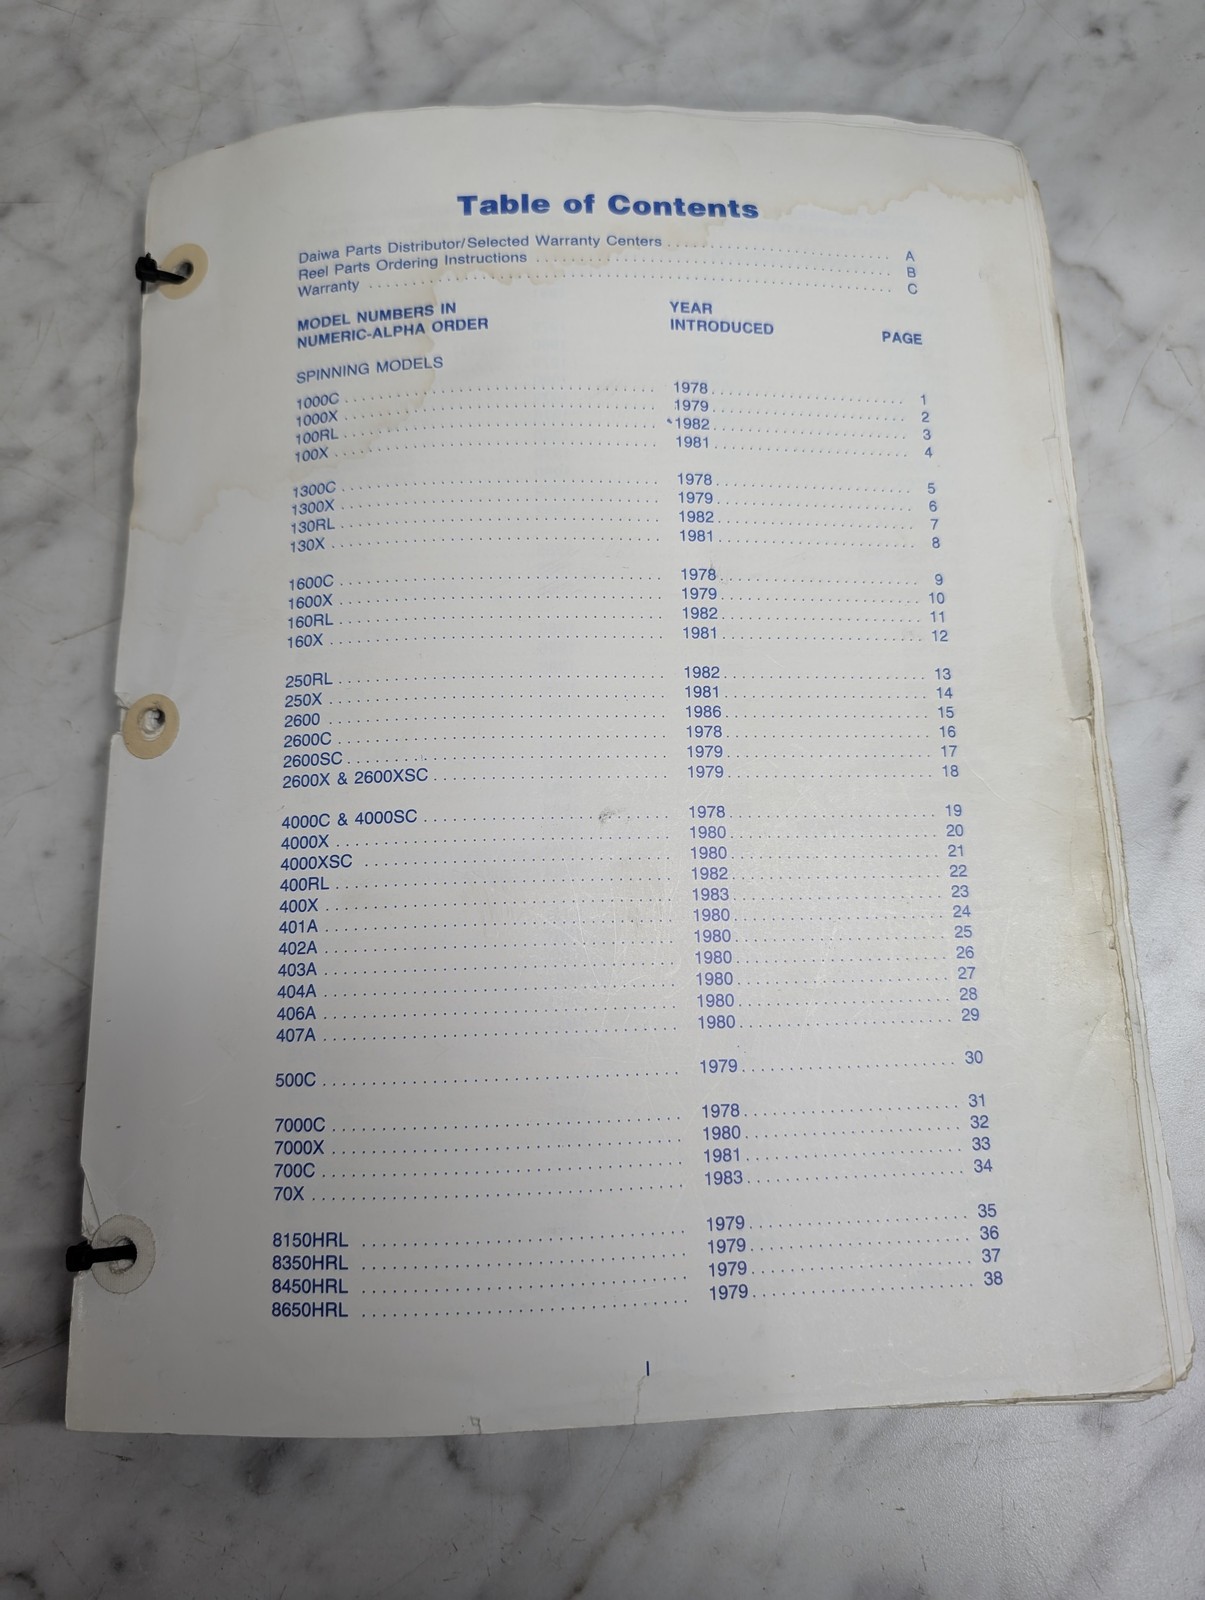 Table of Contents
Daiwa Parts Distributor/Selected Warranty Centers ........................ A
Reel Parts Ordering Instructions ........................ B
Warranty ........................ C
MODEL NUMBERS IN NUMERIC-ALPHA ORDER YEAR INTRODUCED PAGE
SPINNING MODELS
1000C ........................ 1978 ........................ 1
1000X ........................ 1979 ........................ 2
100RL ........................ 1982 ........................ 3
100X ........................ 1981 ........................ 4
1300C ........................ 1978 ........................ 5
1300X ........................ 1979 ........................ 6
130RL ........................ 1982 ........................ 7
130X ........................ 1981 ........................ 8
1600C ........................ 1978 ........................ 9
1600X ........................ 1979 ........................ 10
160RL ........................ 1982 ........................ 11
160X ........................ 1981 ........................ 12
250RL ........................ 1982 ........................ 13
250X ........................ 1981 ........................ 14
2600 ........................ 1986 ........................ 15
2600C ........................ 1978 ........................ 16
2600SC ........................ 1979 ........................ 17
2600X & 2600XSC ........................ 1979 ........................ 18
4000C & 4000SC ........................ 1978 ........................ 19
4000X ........................ 1980 ........................ 20
4000XSC ........................ 1980 ........................ 21
400RL ........................ 1982 ........................ 22
400X ........................ 1983 ........................ 23
401A ........................ 1980 ........................ 24
402A ........................ 1980 ........................ 25
403A ........................ 1980 ........................ 26
404A ........................ 1980 ........................ 27
406A ........................ 1980 ........................ 28
407A ........................ 1980 ........................ 29
500C ........................ 1979 ........................ 30
7000C ........................ 1978 ........................ 31
7000X ........................ 1980 ........................ 32
700C ........................ 1981 ........................ 33
70X ........................ 1983 ........................ 34
8150HRL ........................ 1979 ........................ 35
8350HRL ........................ 1979 ........................ 36
8450HRL ........................ 1979 ........................ 37
8650HRL ........................ 1979 ........................ 38
I